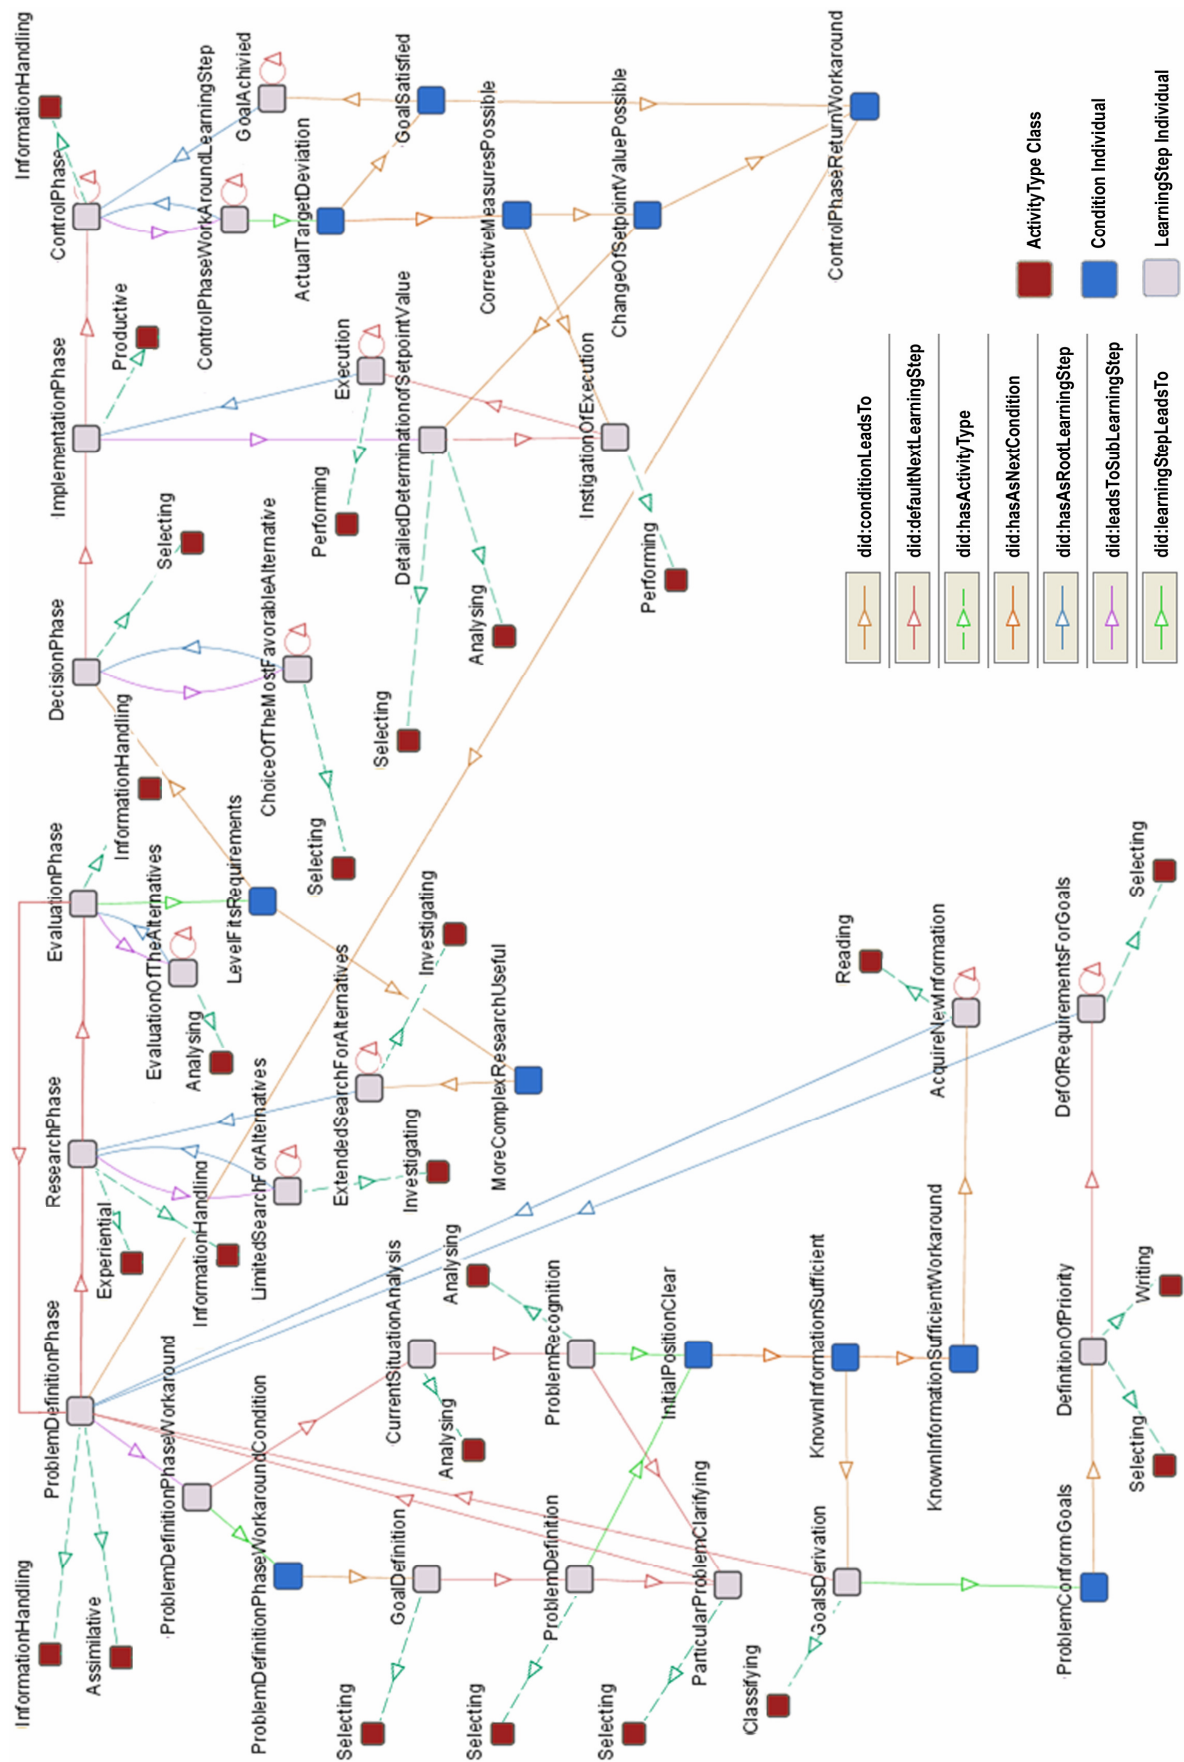 InformationHandling
Assimilative
ProblemDefinitionPhase
ProblemDefinitionPhaseWorkaround
ProblemDefinitionPhaseWorkaroundCondition
Experiential
InformationHandling
ResearchPhase
LimitedSearchForAlternatives
Investigating
ExtendedSearchForAlternatives
Investigating
MoreComplexResearchUseful
EvaluationPhase
EvaluationOfTheAlternatives
Analysing
LevelFitsRequirements
InformationHandling
DecisionPhase
Selecting
ChoiceOfTheMostFavorableAlternative
Selecting
ImplementationPhase
Productive
Execution
Performing
DetailedDeterminationofSetpointValue
Selecting
Analysing
InstigationOfExecution
Performing
InformationHandling
ControlPhase
ControlPhaseWorkAroundLearningStep
GoalAchivied
ActualTargetDeviation
GoalSatisfied
CorrectiveMeasuresPossible
ChangeOfSetpointValuePossible
ControlPhaseReturnWorkaround
CurrentSituationAnalysis
Analysing
ProblemRecognition
Analysing
GoalDefinition
Selecting
ProblemDefinition
Selecting
InitialPositionClear
ParticularProblemClarifying
Selecting
KnownInformationSufficient
GoalsDerivation
Classifying
KnownInformationSufficientWorkaround
AcquireNewInformation
Reading
ProblemConformGoals
DefinitionOfPriority
Selecting
Writing
DefOfRequirementsForGoals
Selecting
did:conditionLeadsTo
did:defaultNextLearningStep
did:hasActivityType
did:hasAsNextCondition
did:hasAsRootLearningStep
did:leadsToSubLearningStep
did:learningStepLeadsTo
ActivityType Class
Condition Individual
LearningStep Individual